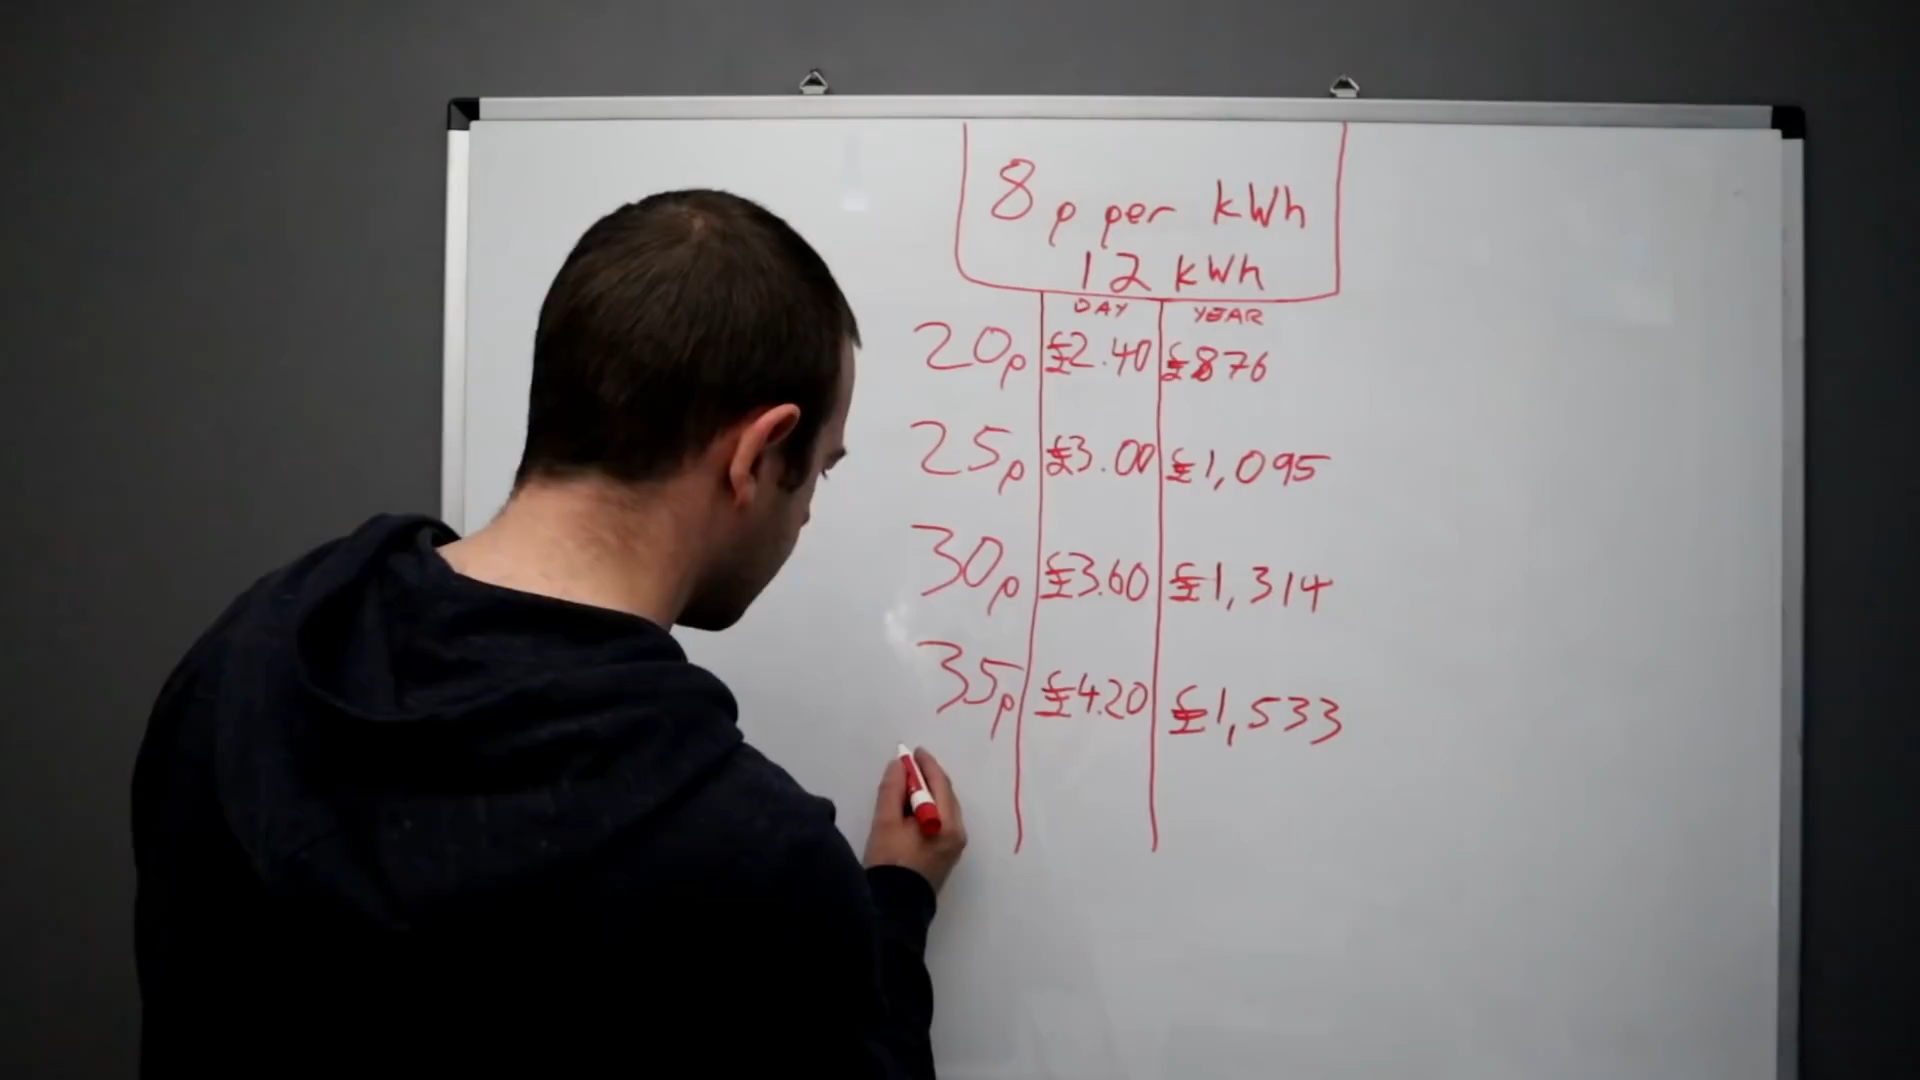 8p per kWh
12 kWh
DAY YEAR
20p £2.40 £876
25p £3.00 £1,095
30p £3.60 £1,314
35p £4.20 £1,533